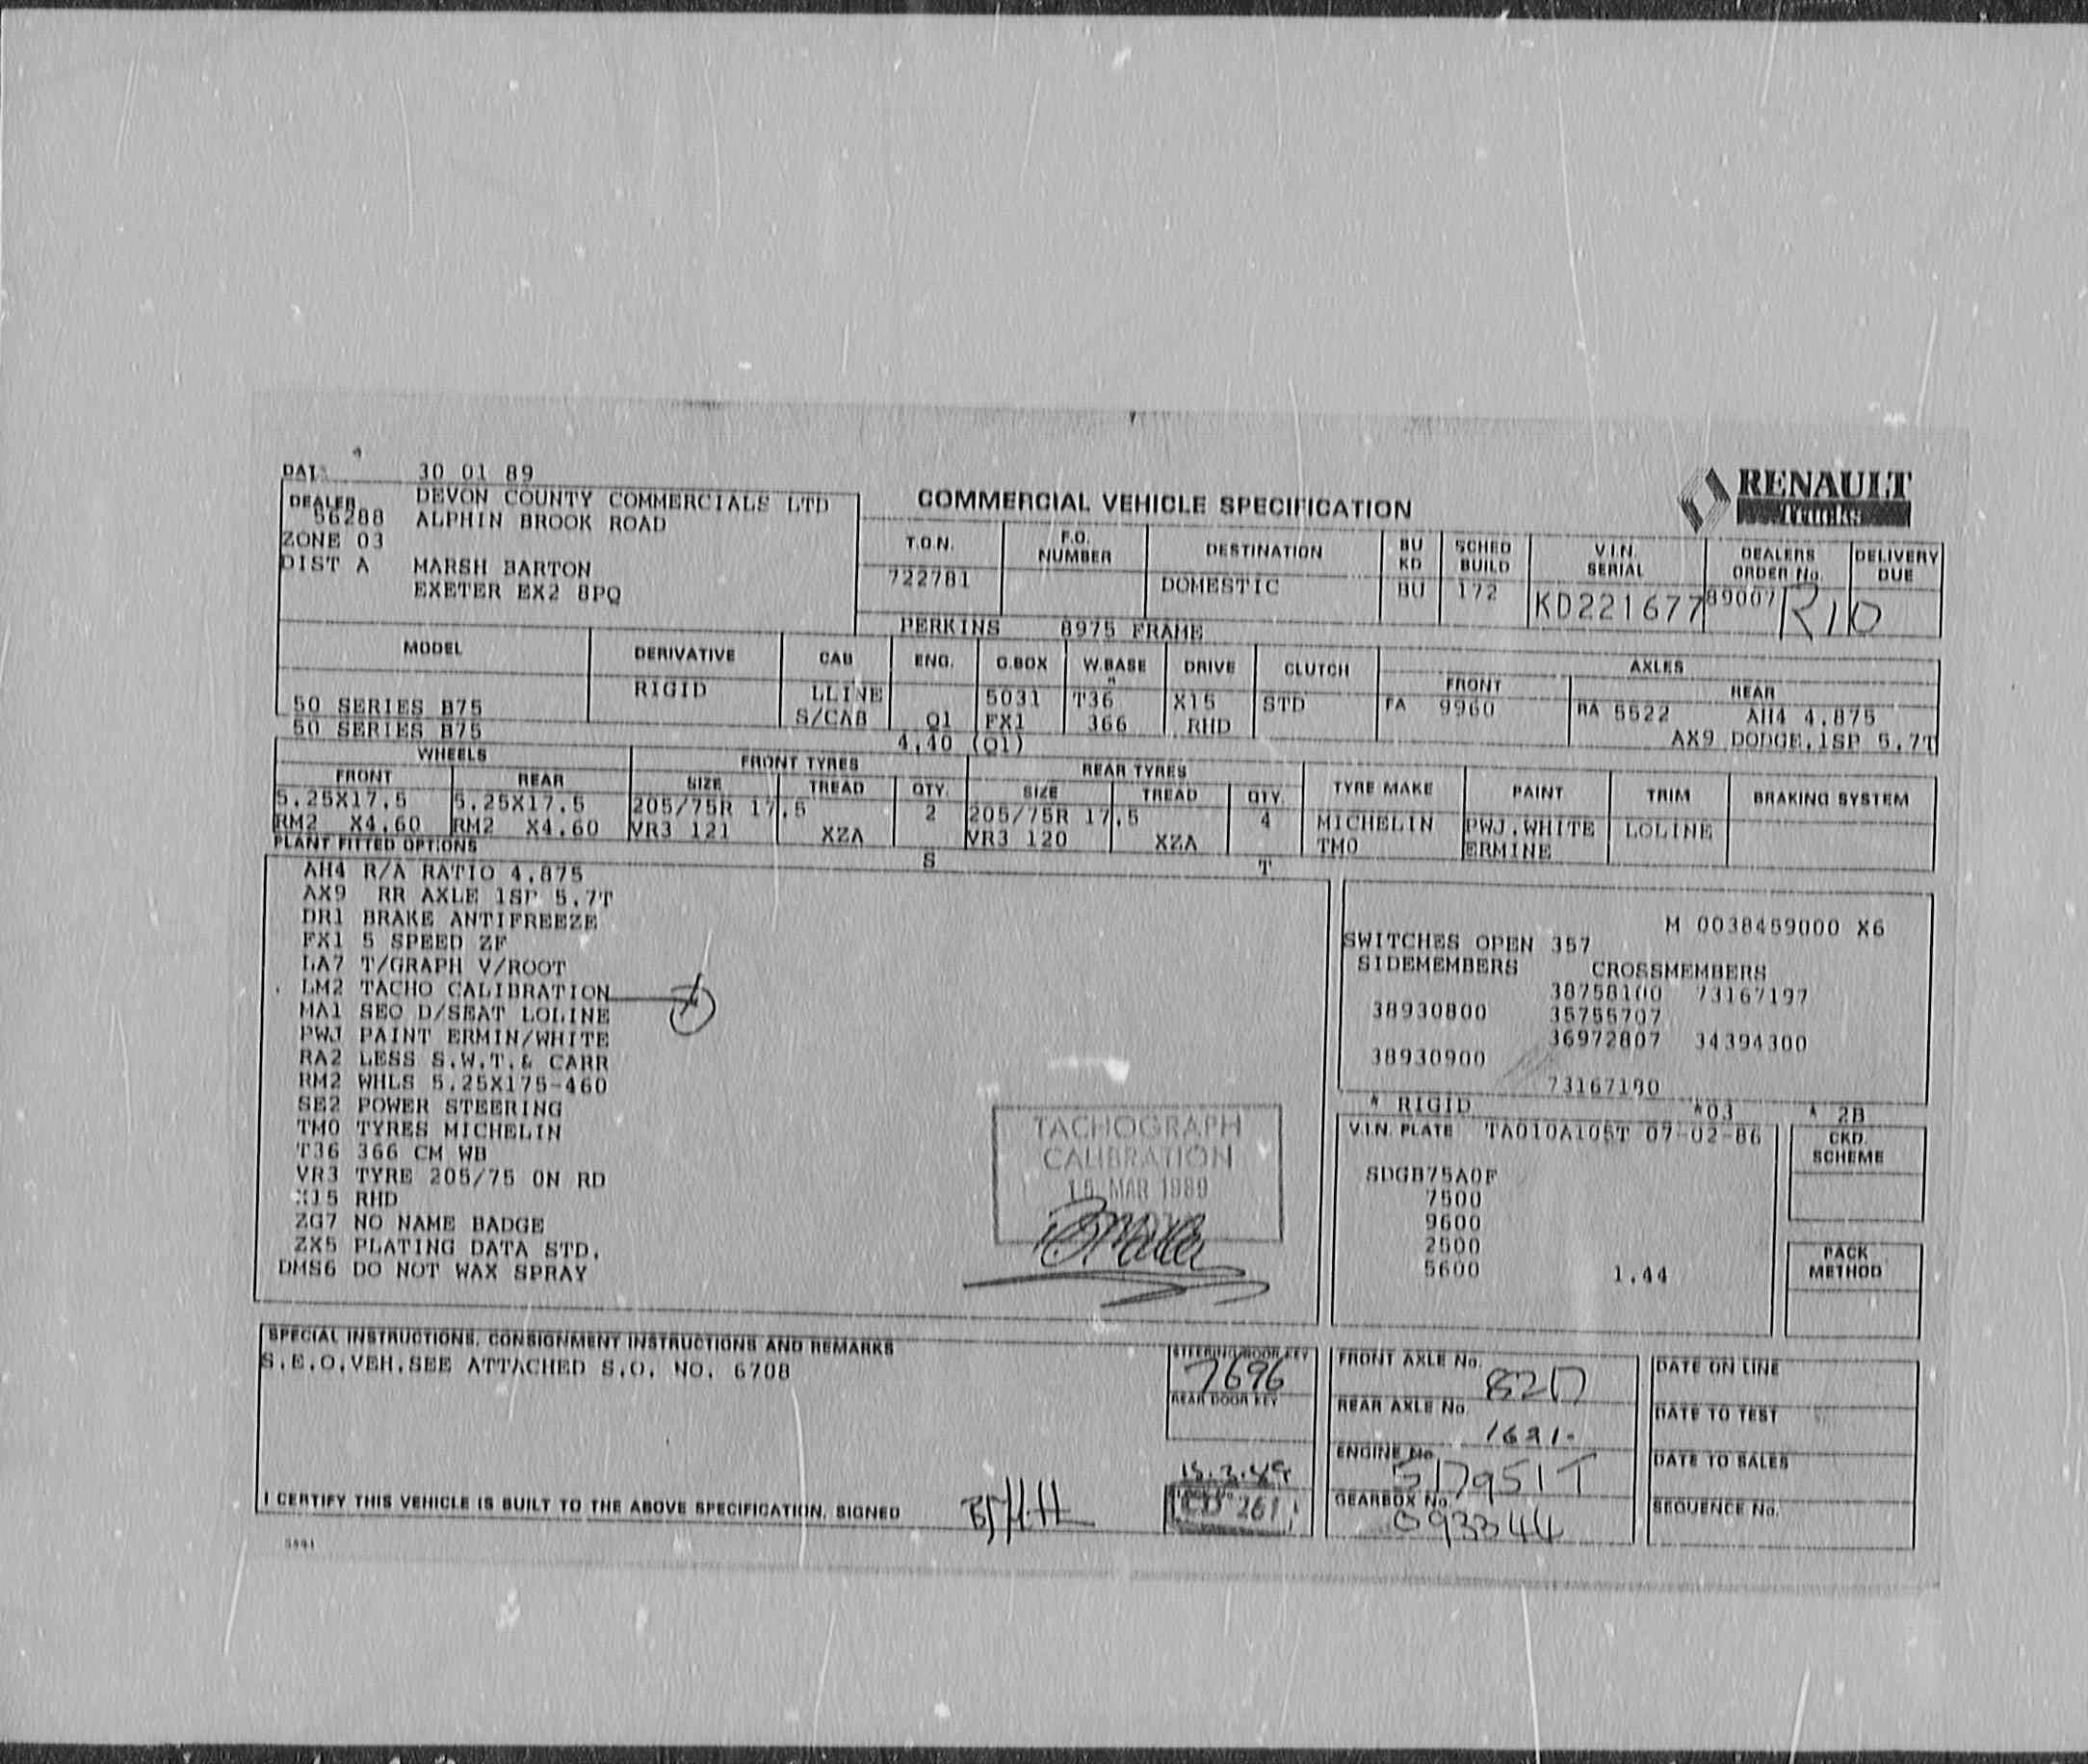 30 01 89
DEALER DEVON COUNTY COMMERCIALS LTD
56288 ALPHIN BROOK ROAD
ZONE 03
DIST A MARSH BARTON
EXETER EX2 8PQ
COMMERCIAL VEHICLE SPECIFICATION
RENAULT
Trucks
T.O.N. F.O. NUMBER DESTINATION BU KD SCHED BUILD V.I.N. SERIAL DEALERS ORDER No. DELIVERY DUE
722781 DOMESTIC BU 172 KD221677 89007 R10
PERKINS 8975 FRAME
MODEL DERIVATIVE CAB ENG. G.BOX W.BASE DRIVE CLUTCH AXLES
FRONT REAR
50 SERIES B75 RIGID LLINE 5031 T36 X15 STD FA 9960 RA 5522 AH4 4.875
50 SERIES B75 S/CAB Q1 FX1 366 RHD AX9 DODGE,1SP 5.7T
4.40 (Q1)
WHEELS FRONT TYRES REAR TYRES
FRONT REAR SIZE TREAD QTY. SIZE TREAD QTY. TYRE MAKE PAINT TRIM BRAKING SYSTEM
5.25X17.5 5.25X17.5 205/75R 17.5 2 205/75R 17.5 4 MICHELIN PWJ.WHITE LOLINE
RM2 X4.60 RM2 X4.60 VR3 121 XZA VR3 120 XZA TMO ERMINE
S T
PLANT FITTED OPTIONS
AH4 R/A RATIO 4.875
AX9 RR AXLE 1SP 5.7T
DR1 BRAKE ANTIFREEZE
FX1 5 SPEED ZF
LA7 T/GRAPH V/ROOT
LM2 TACHO CALIBRATION
MA1 SEO D/SEAT LOLINE
PWJ PAINT ERMIN/WHITE
RA2 LESS S.W.T.& CARR
RM2 WHLS 5.25X175-460
SE2 POWER STEERING
TMO TYRES MICHELIN
T36 366 CM WB
VR3 TYRE 205/75 ON RD
X15 RHD
ZG7 NO NAME BADGE
ZX5 PLATING DATA STD.
DMS6 DO NOT WAX SPRAY
TACHOGRAPH
CALIBRATION
15 MAR 1989
M 0038459000 X6
SWITCHES OPEN 357
SIDEMEMBERS CROSSMEMBERS
38758100 73167197
38930800 35755707
36972807 34394300
38930900
73167190
* RIGID *03 * 2B
V.I.N. PLATE TA010A105T 07-02-86
SDGB75A0F
7500
9600
2500
5600 1.44
CKD. SCHEME
PACK METHOD
SPECIAL INSTRUCTIONS, CONSIGNMENT INSTRUCTIONS AND REMARKS
S.E.O.VEH.SEE ATTACHED S.O. NO. 6708
STEERING/DOOR KEY
7696
REAR DOOR KEY
15.3.89
261
FRONT AXLE No.
REAR AXLE No.
ENGINE No.
517951T
GEARBOX No.
093344
DATE ON LINE
DATE TO TEST
DATE TO SALES
SEQUENCE No.
I CERTIFY THIS VEHICLE IS BUILT TO THE ABOVE SPECIFICATION. SIGNED